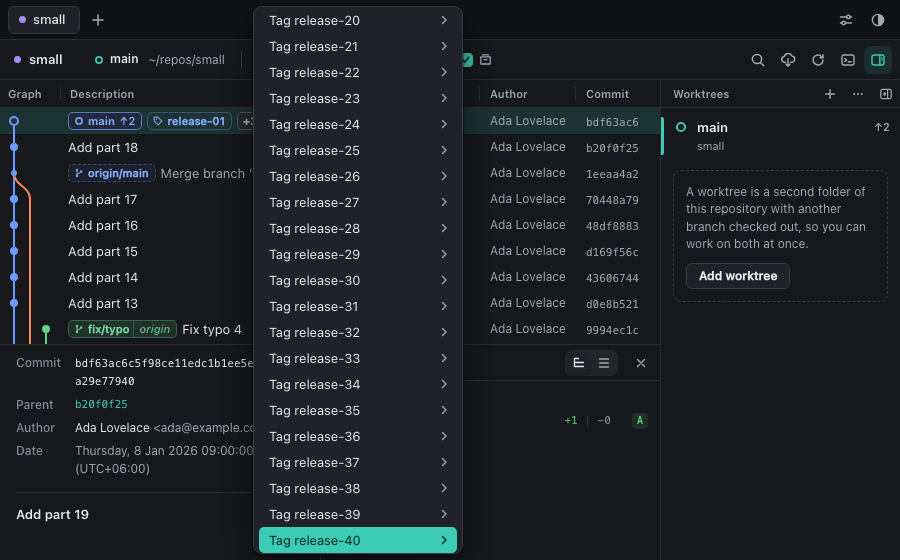 small
small
main
~/repos/small
Graph
Description
Author
Commit
Worktrees
main ↑2
release-01
Ada Lovelace
bdf63ac6
Add part 18
Ada Lovelace
b20f0f25
origin/main
Merge branch
Ada Lovelace
1eeaa4a2
Add part 17
Ada Lovelace
70448a79
Add part 16
Ada Lovelace
48df8883
Add part 15
Ada Lovelace
d169f56c
Add part 14
Ada Lovelace
43606744
Add part 13
Ada Lovelace
d0e8b521
fix/typo
origin
Fix typo 4
Ada Lovelace
9994ec1c
Tag release-20
Tag release-21
Tag release-22
Tag release-23
Tag release-24
Tag release-25
Tag release-26
Tag release-27
Tag release-28
Tag release-29
Tag release-30
Tag release-31
Tag release-32
Tag release-33
Tag release-34
Tag release-35
Tag release-36
Tag release-37
Tag release-38
Tag release-39
Tag release-40
main
↑2
small
A worktree is a second folder of
this repository with another
branch checked out, so you can
work on both at once.
Add worktree
Commit
bdf63ac6c5f98ce11edc1b1ee5e
a29e77940
Parent
b20f0f25
Author
Ada Lovelace <ada@example.co
Date
Thursday, 8 Jan 2026 09:00:00
(UTC+06:00)
Add part 19
+1
−0
A